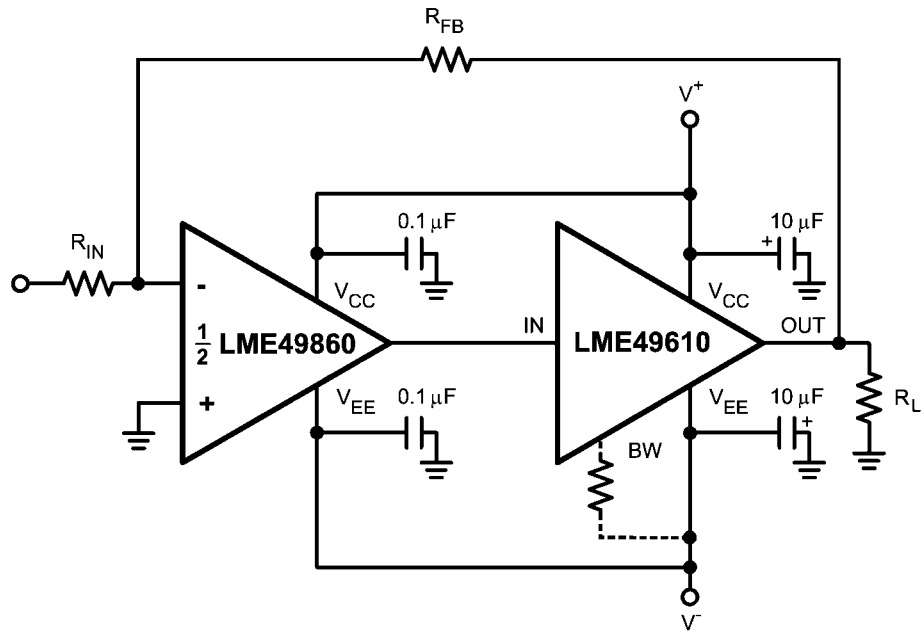 R_FB
V⁺
0.1 µF
10 µF
+
R_IN
V_CC
V_CC
-
IN
OUT
1/2 LME49860
LME49610
+
V_EE
0.1 µF
V_EE
10 µF
+
R_L
BW
V⁻